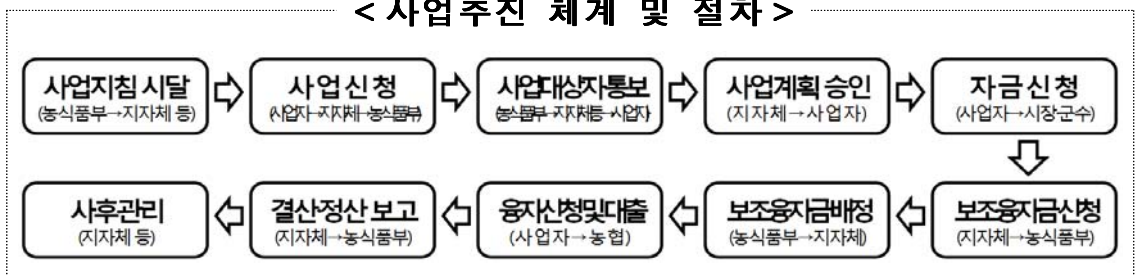 < 사업추진 체계 및 절차 >
사업지침 시달
(농식품부→지자체 등)
사업신청
(사업자→지자체→농식품부)
사업대상자통보
(농식품부→지자체등→사업자)
사업계획 승인
(지자체→사업자)
자금신청
(사업자→시장군수)
사후관리
(지자체 등)
결산·정산 보고
(지자체→농식품부)
융자신청및대출
(사업자→농협)
보조융자금배정
(농식품부→지자체)
보조융자금신청
(지자체→농식품부)